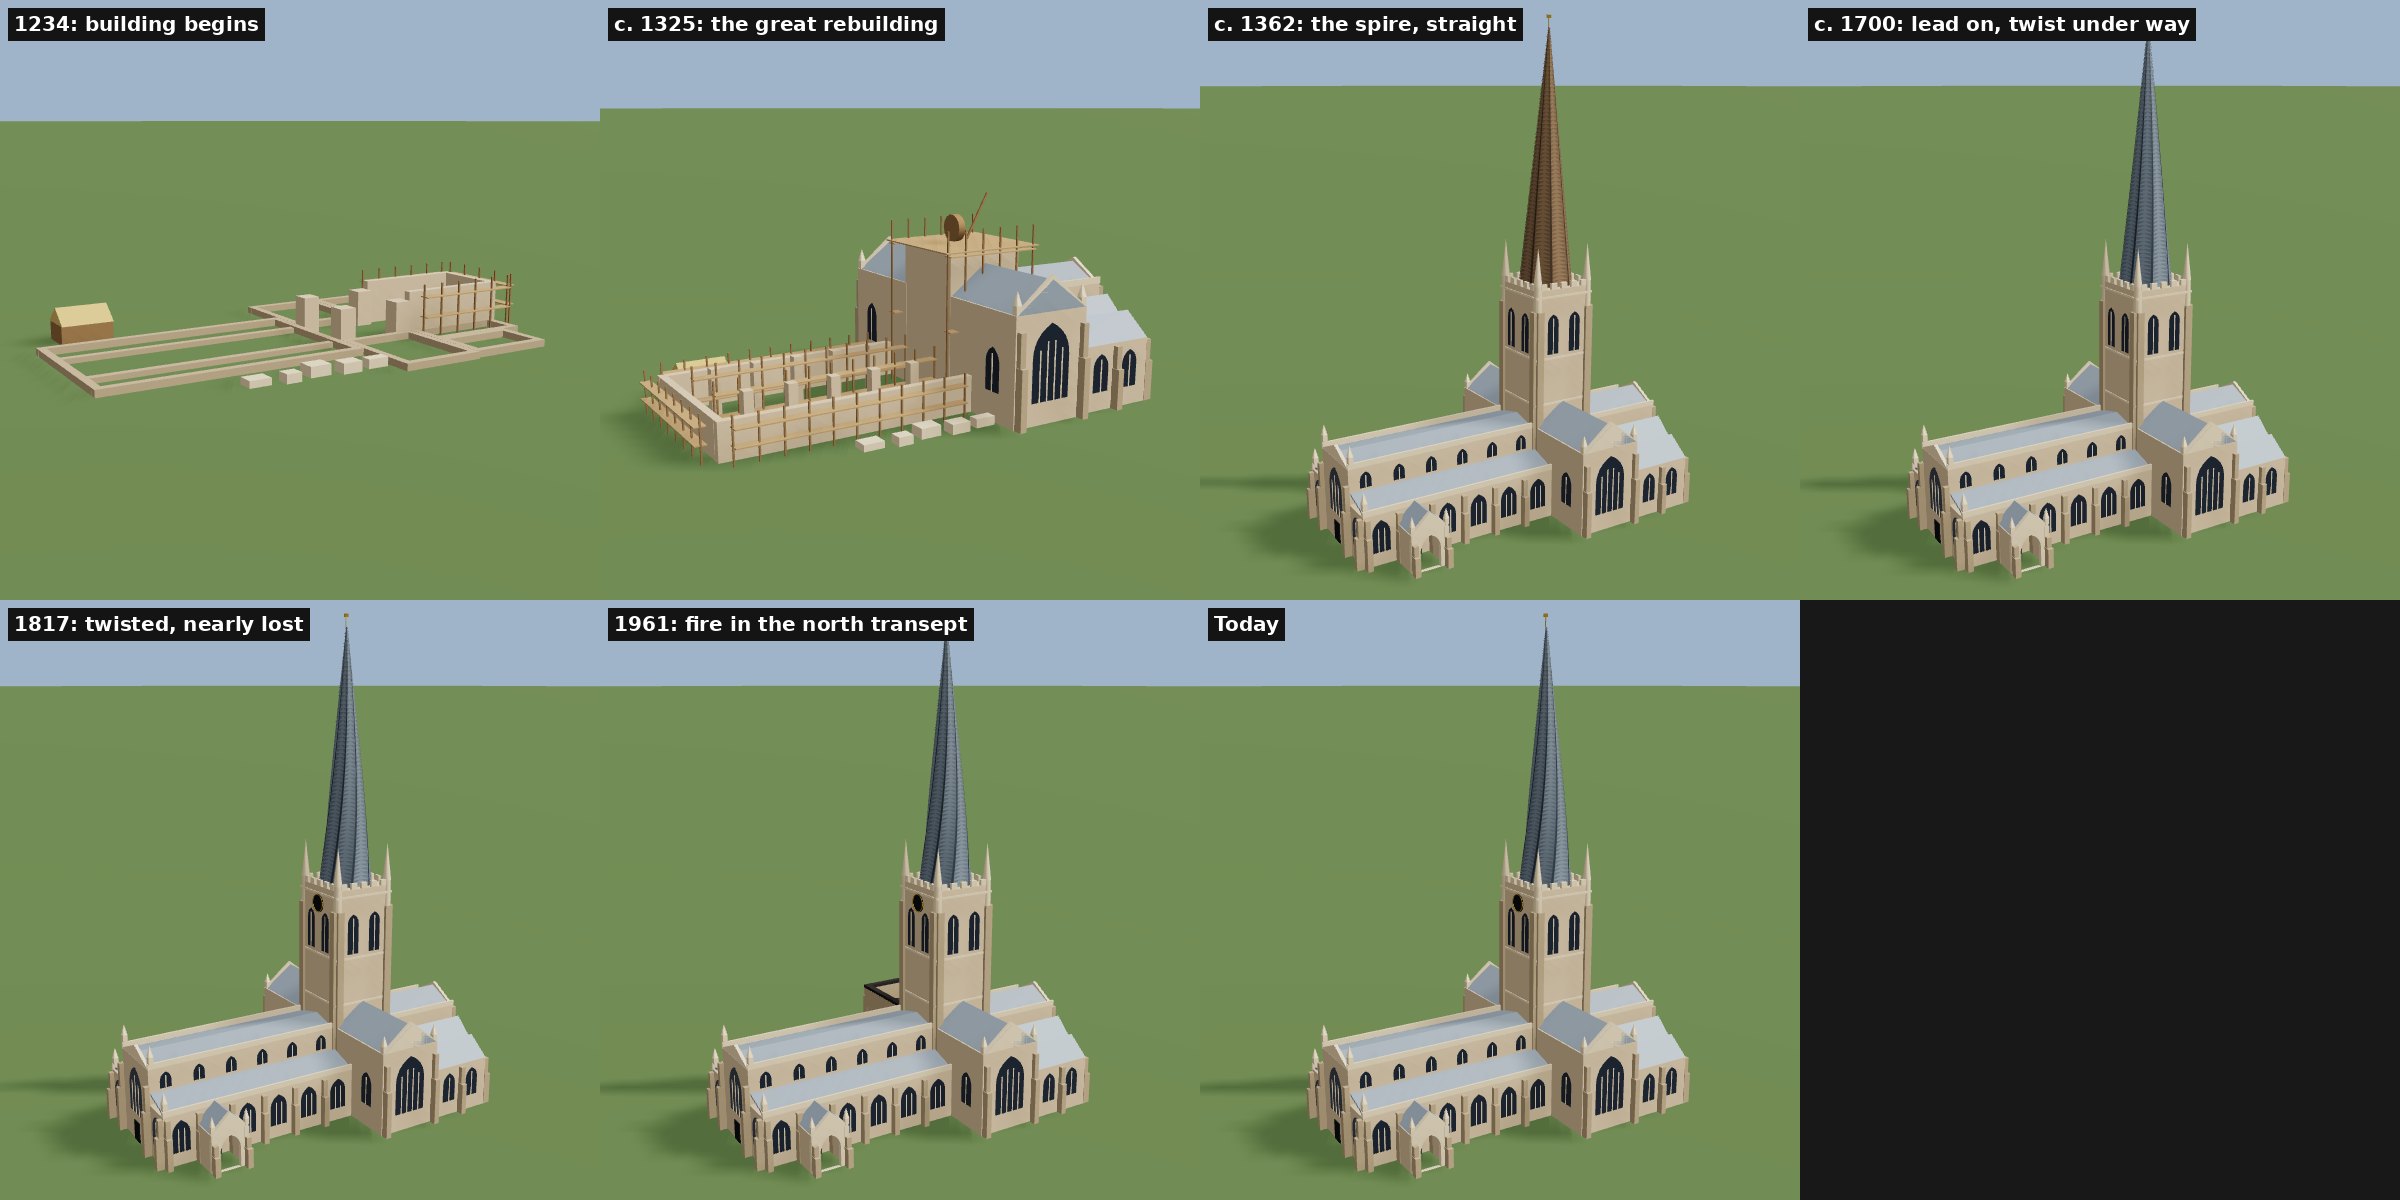 1234: building begins
c. 1325: the great rebuilding
c. 1362: the spire, straight
c. 1700: lead on, twist under way
1817: twisted, nearly lost
1961: fire in the north transept
Today